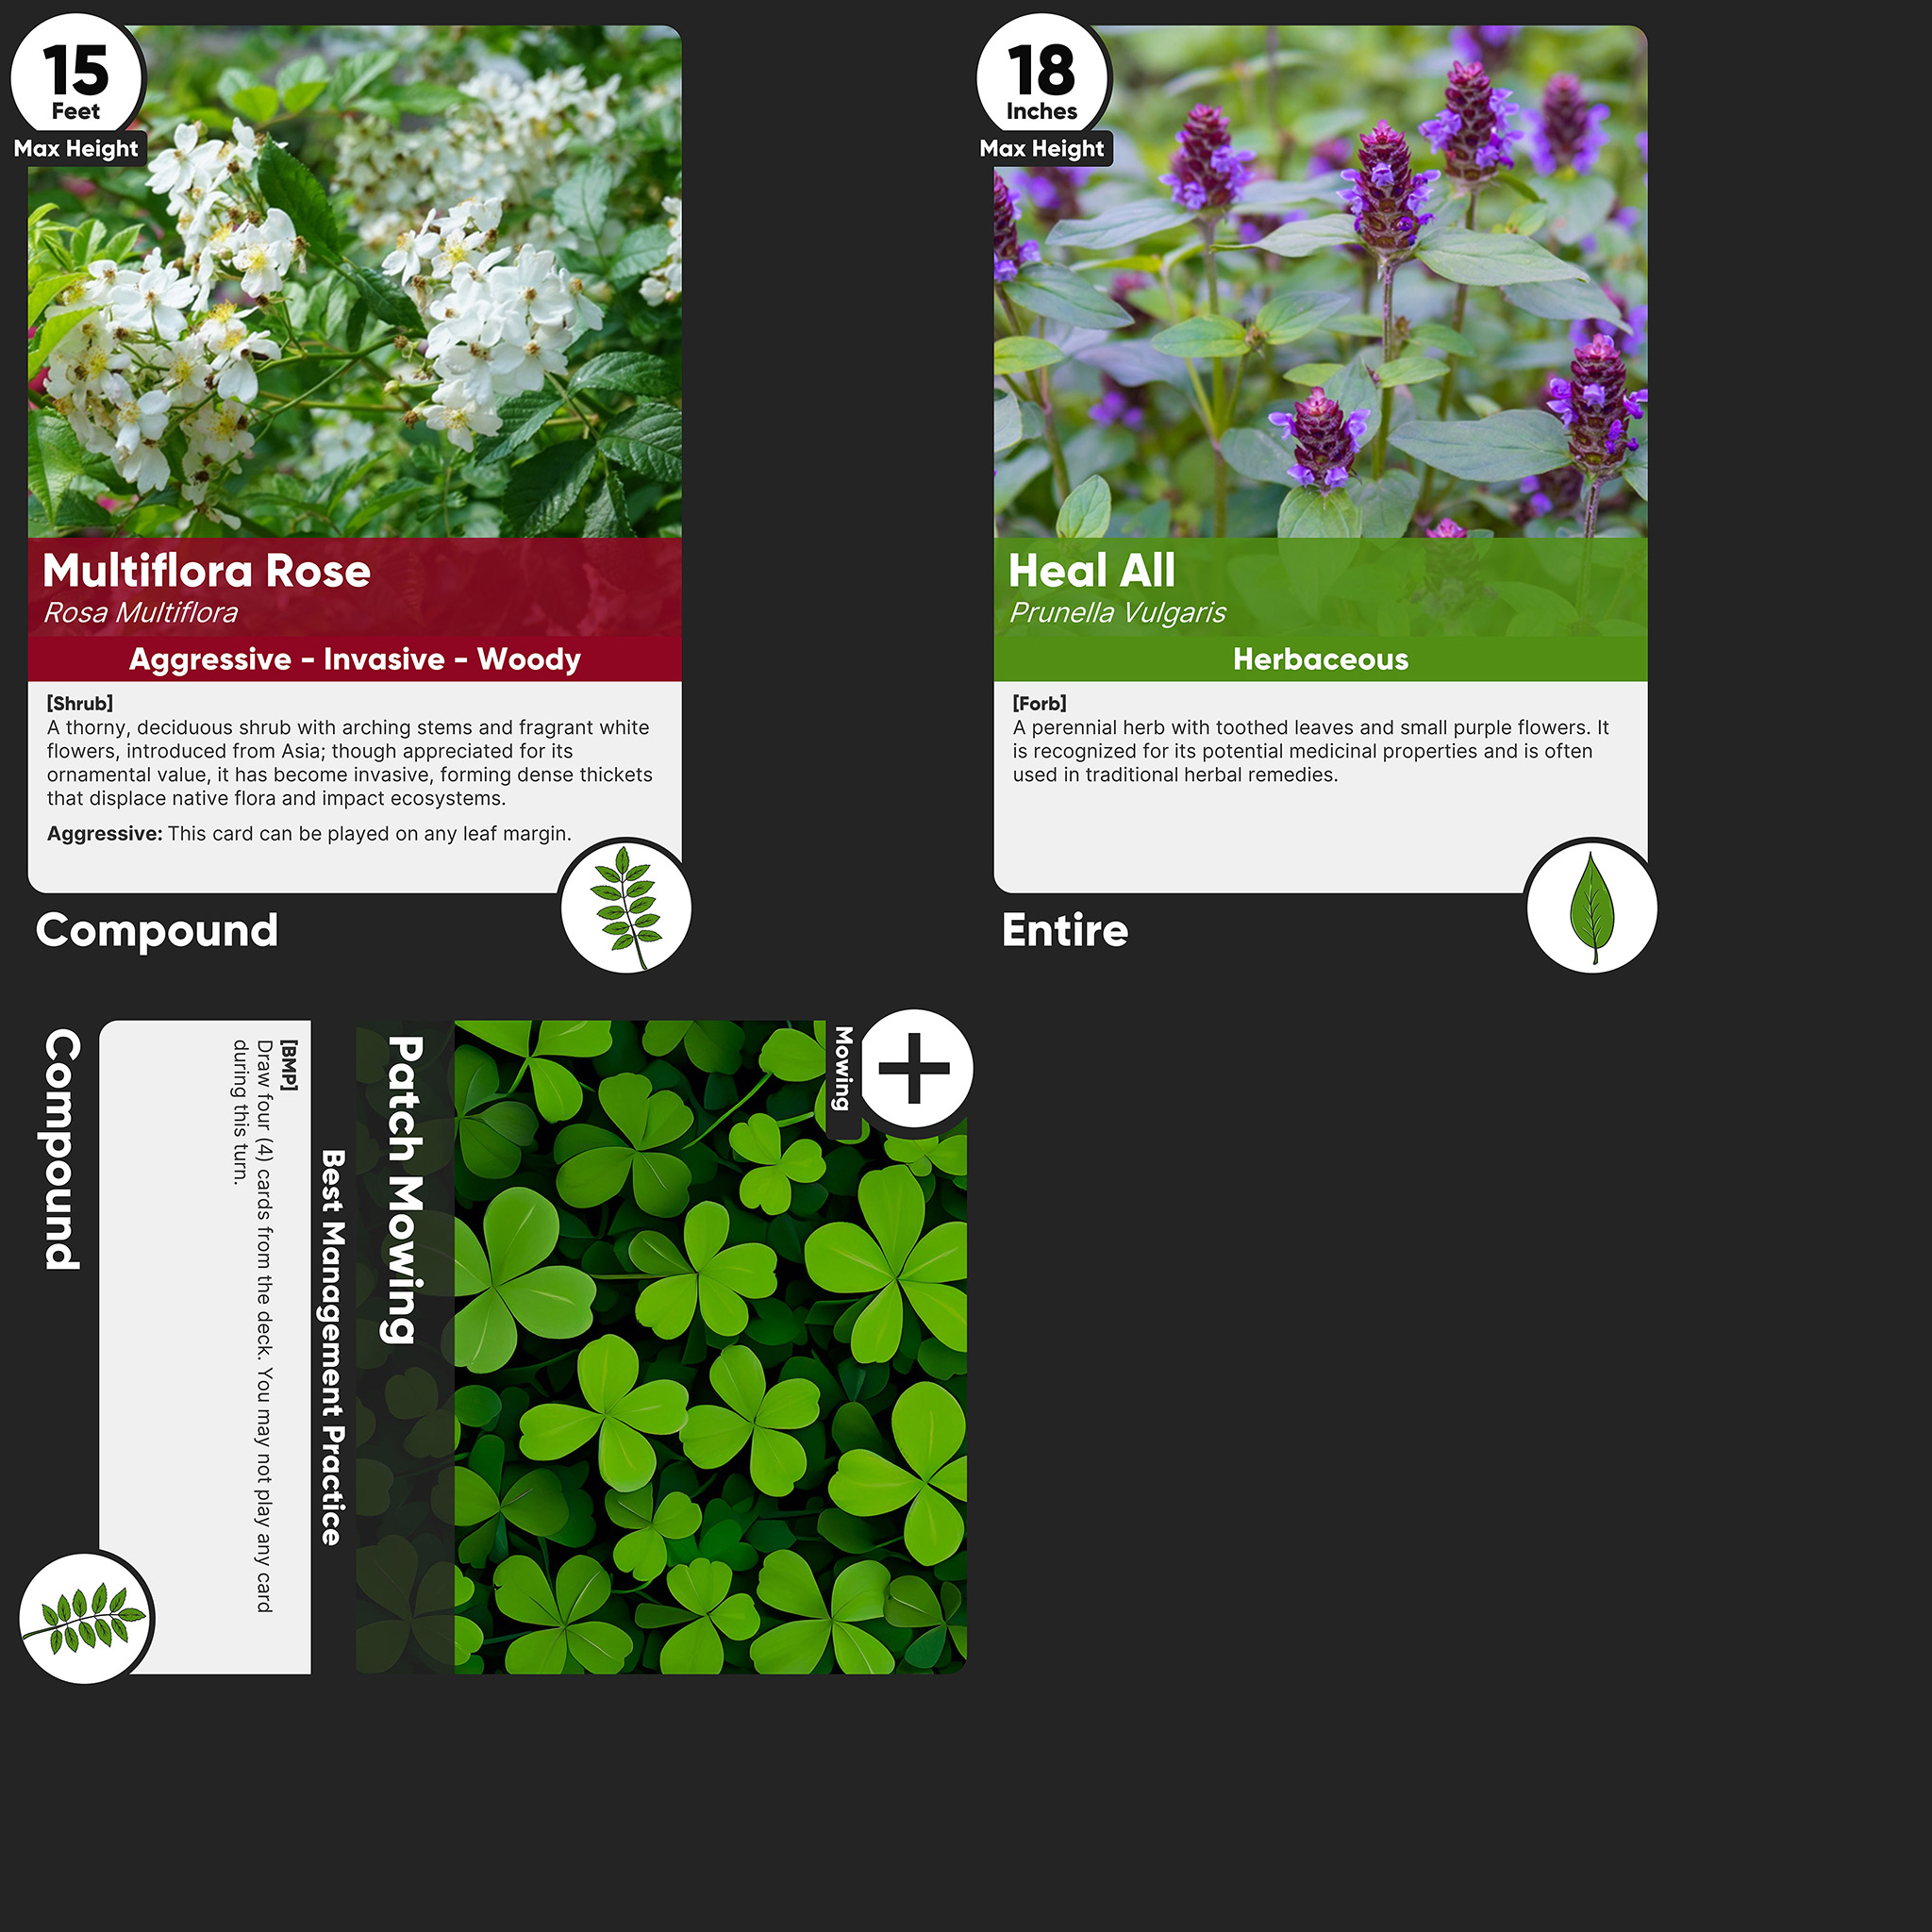 15
Feet
Max Height
Multiflora Rose
Rosa Multiflora
Aggressive - Invasive - Woody
[Shrub]
A thorny, deciduous shrub with arching stems and fragrant white
flowers, introduced from Asia; though appreciated for its
ornamental value, it has become invasive, forming dense thickets
that displace native flora and impact ecosystems.
Aggressive: This card can be played on any leaf margin.
Compound
18
Inches
Max Height
Heal All
Prunella Vulgaris
Herbaceous
[Forb]
A perennial herb with toothed leaves and small purple flowers. It
is recognized for its potential medicinal properties and is often
used in traditional herbal remedies.
Entire
+
Mowing
Patch Mowing
Best Management Practice
[BMP]
Draw four (4) cards from the deck. You may not play any card
during this turn.
Compound